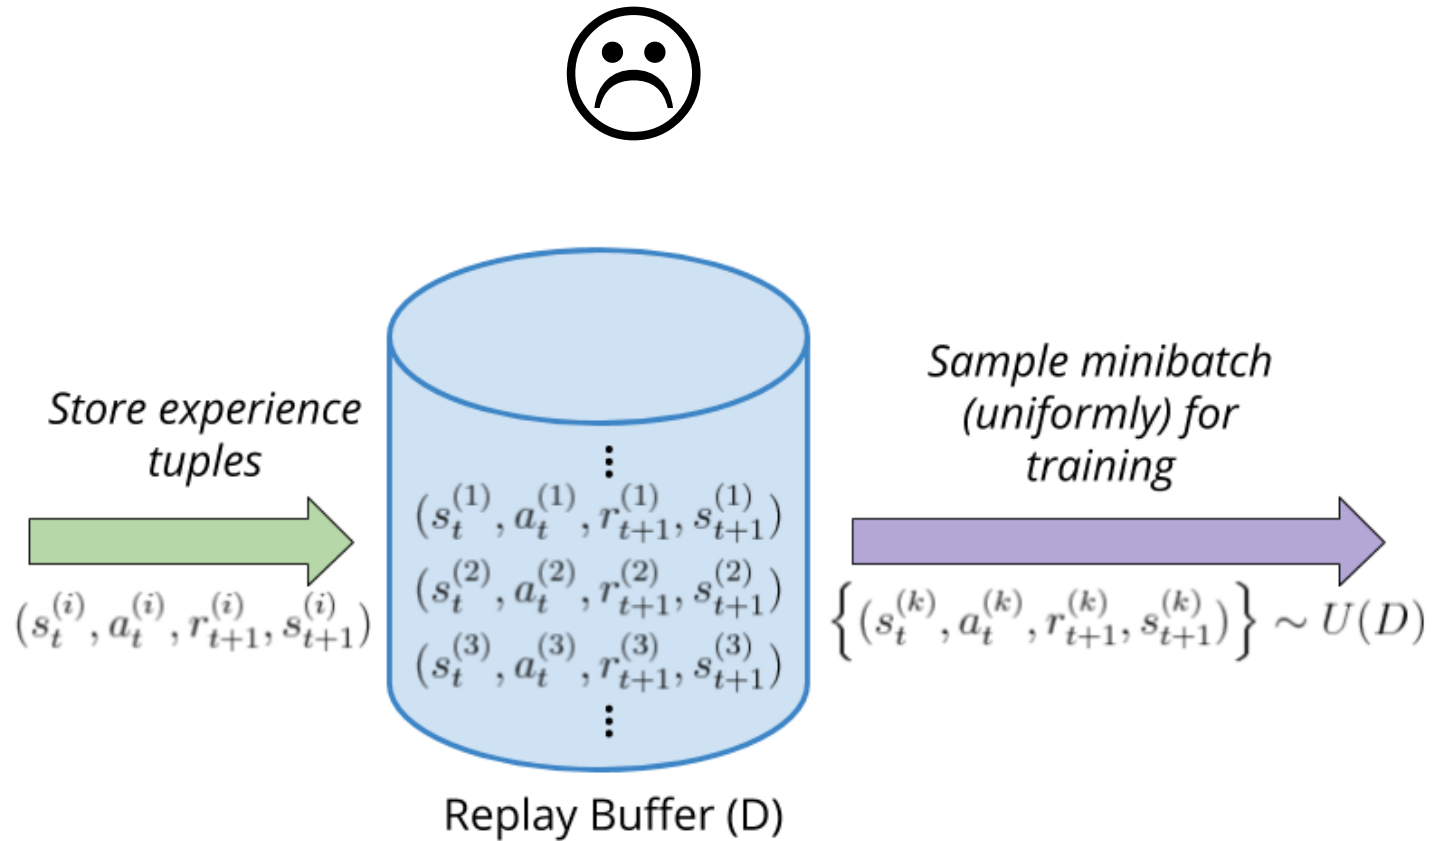 Store experience
tuples
(s_t^{(i)}, a_t^{(i)}, r_{t+1}^{(i)}, s_{t+1}^{(i)})
⋮
(s_t^{(1)}, a_t^{(1)}, r_{t+1}^{(1)}, s_{t+1}^{(1)})
(s_t^{(2)}, a_t^{(2)}, r_{t+1}^{(2)}, s_{t+1}^{(2)})
(s_t^{(3)}, a_t^{(3)}, r_{t+1}^{(3)}, s_{t+1}^{(3)})
⋮
Replay Buffer (D)
Sample minibatch
(uniformly) for
training
{(s_t^{(k)}, a_t^{(k)}, r_{t+1}^{(k)}, s_{t+1}^{(k)})} ∼ U(D)